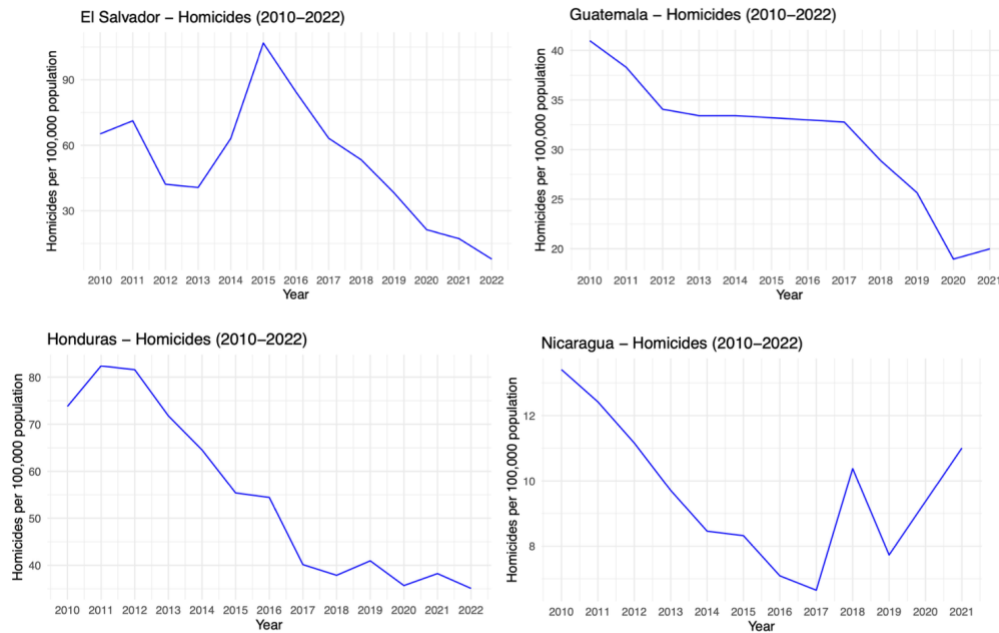 El Salvador – Homicides (2010–2022)
Homicides per 100,000 population
90
60
30
2010 2011 2012 2013 2014 2015 2016 2017 2018 2019 2020 2021 2022
Year
Guatemala – Homicides (2010–2022)
Homicides per 100,000 population
40
35
30
25
20
2010 2011 2012 2013 2014 2015 2016 2017 2018 2019 2020 2021
Year
Honduras – Homicides (2010–2022)
Homicides per 100,000 population
80
70
60
50
40
2010 2011 2012 2013 2014 2015 2016 2017 2018 2019 2020 2021 2022
Year
Nicaragua – Homicides (2010–2022)
Homicides per 100,000 population
12
10
8
2010 2011 2012 2013 2014 2015 2016 2017 2018 2019 2020 2021
Year